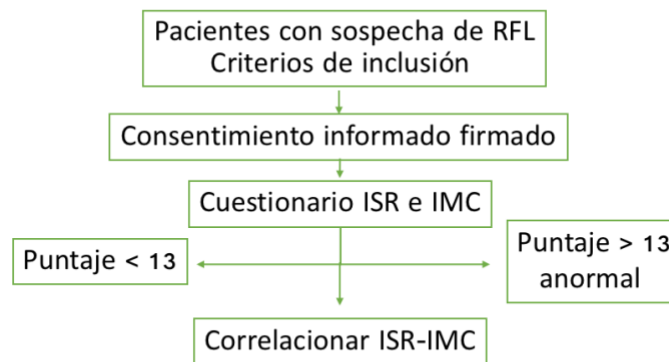 Pacientes con sospecha de RFL
Criterios de inclusión
Consentimiento informado firmado
Cuestionario ISR e IMC
Puntaje < 13
Puntaje > 13
anormal
Correlacionar ISR-IMC